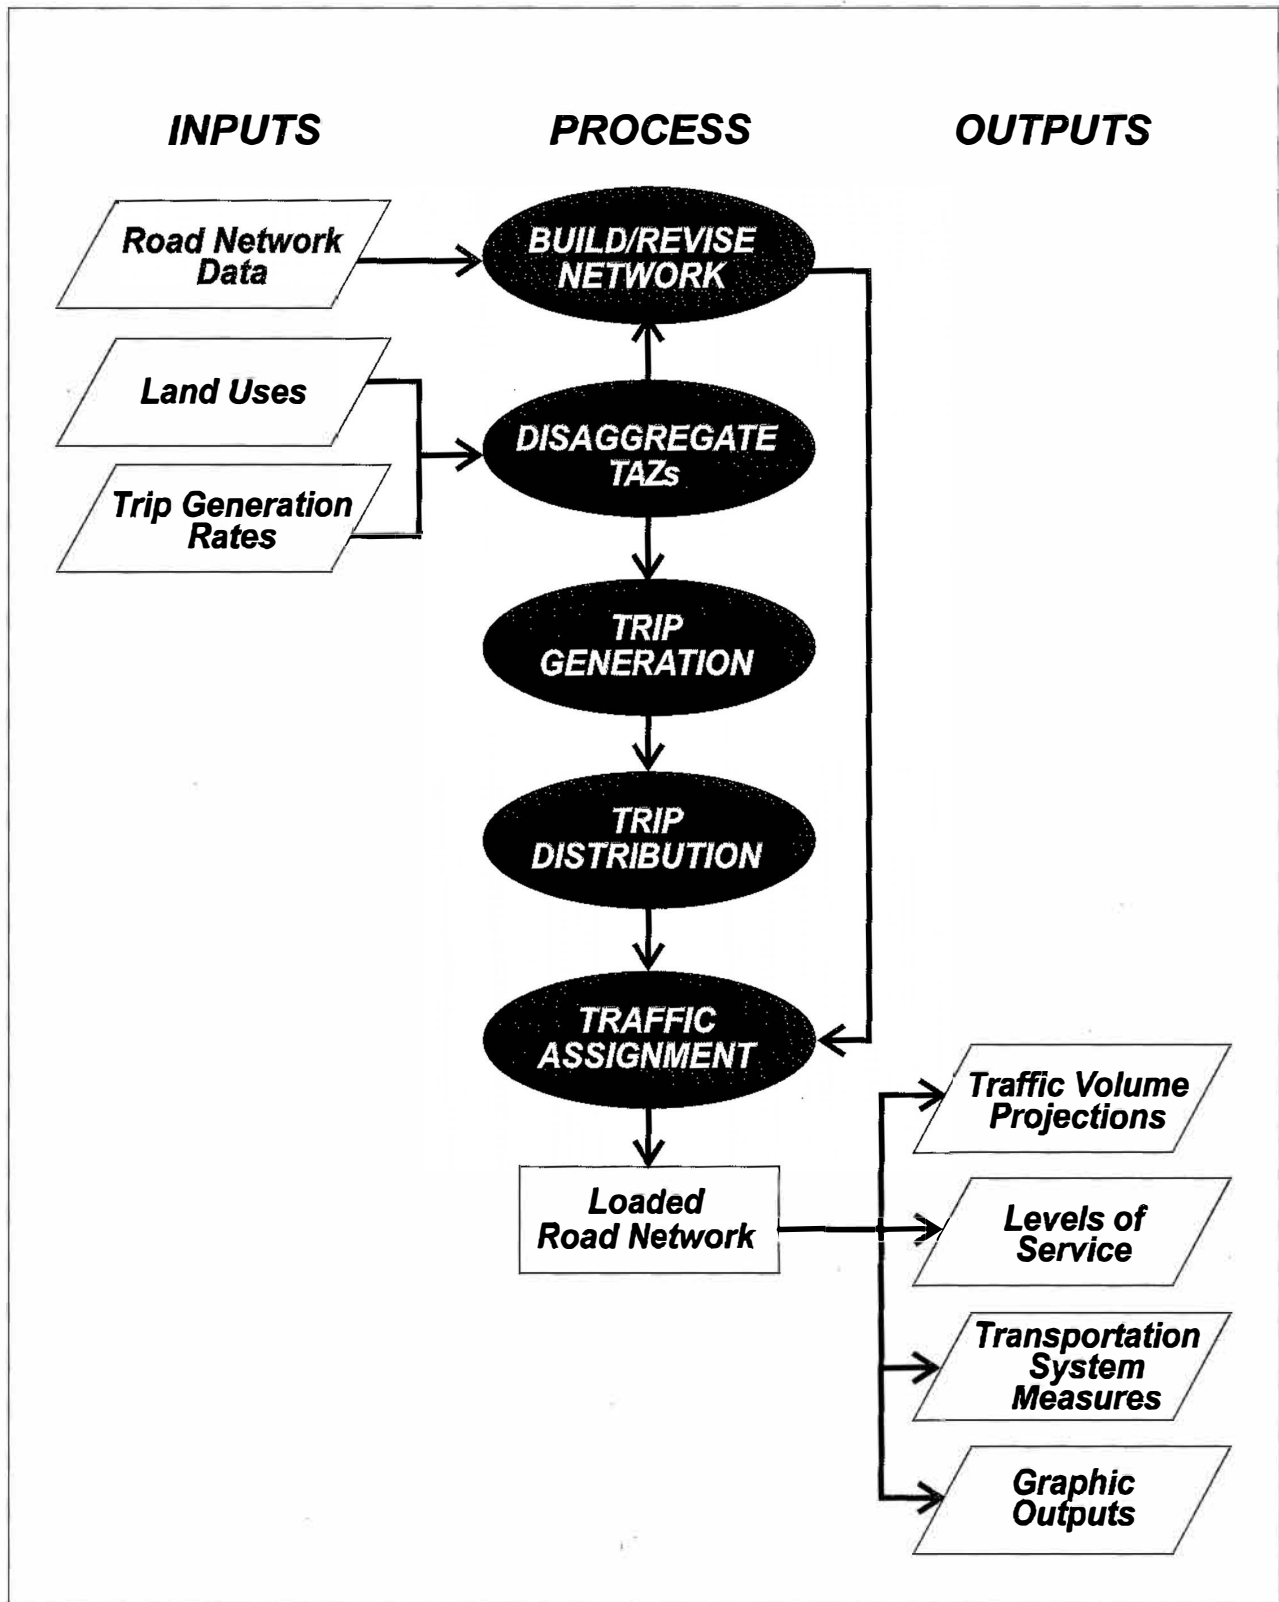 INPUTS
PROCESS
OUTPUTS
Road Network
Data
BUILD/REVISE
NETWORK
Land Uses
Trip Generation
Rates
DISAGGREGATE
TAZs
TRIP
GENERATION
TRIP
DISTRIBUTION
TRAFFIC
ASSIGNMENT
Loaded
Road Network
Traffic Volume
Projections
Levels of
Service
Transportation
System
Measures
Graphic
Outputs